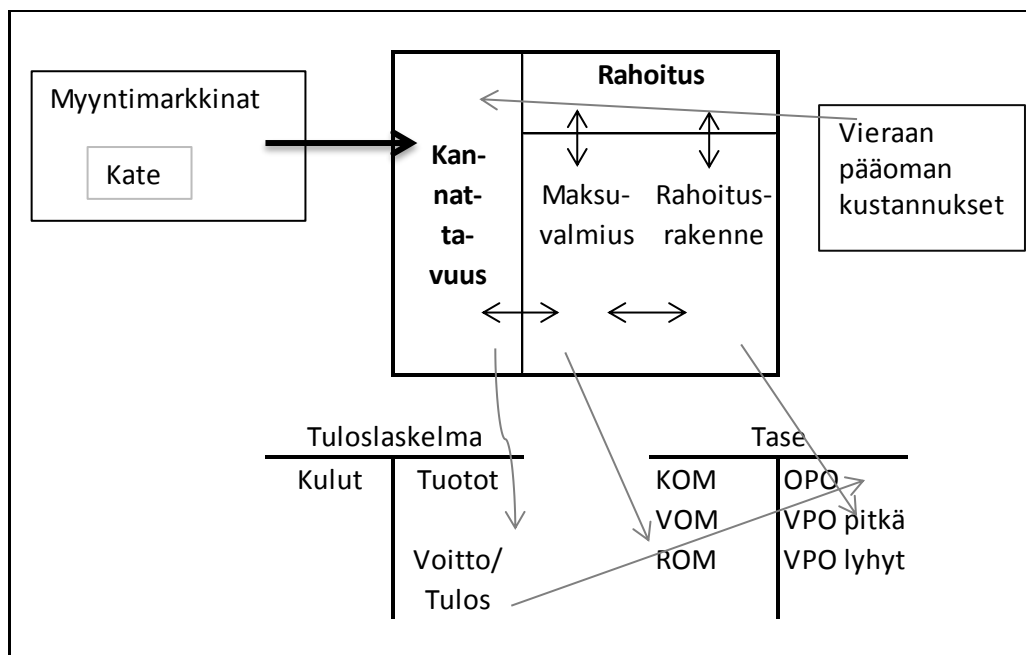 Myyntimarkkinat
Kate
Rahoitus
Kan-
nat-
ta-
vuus
Maksu-
valmius
Rahoitus-
rakenne
Vieraan
pääoman
kustannukset
Tuloslaskelma
Kulut
Tuotot
Voitto/
Tulos
Tase
KOM
OPO
VOM
VPO pitkä
ROM
VPO lyhyt